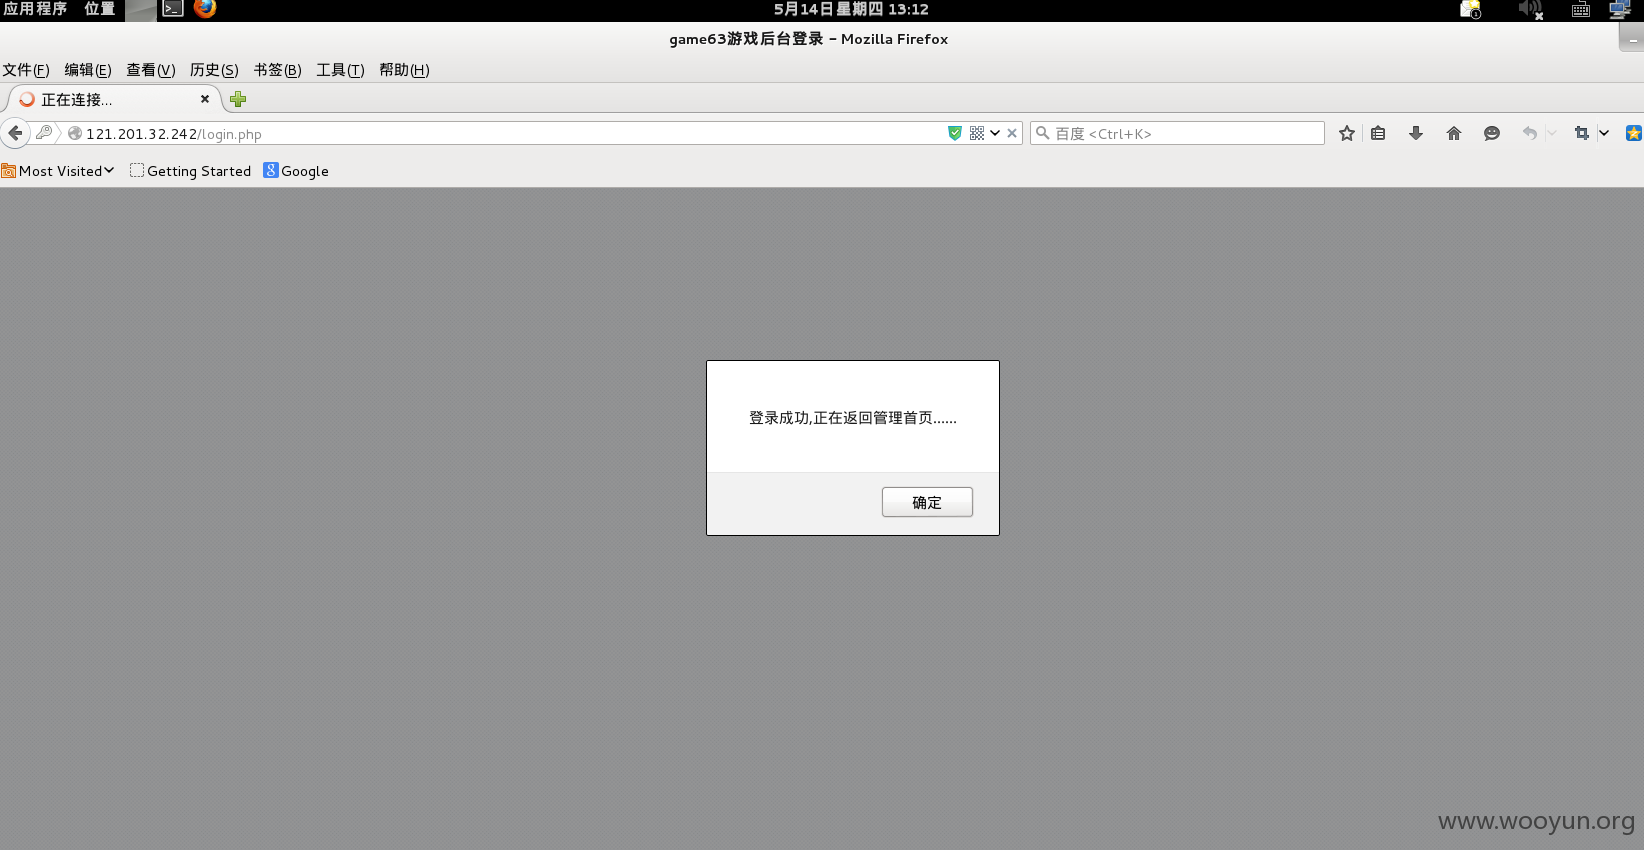 应用程序 位置 5月14日 星期四 13:12
game63游戏后台登录 - Mozilla Firefox
文件(F) 编辑(E) 查看(V) 历史(S) 书签(B) 工具(T) 帮助(H)
正在连接...
121.201.32.242/login.php 百度 <Ctrl+K>
Most Visited Getting Started Google
登录成功,正在返回管理首页......
确定
www.wooyun.org